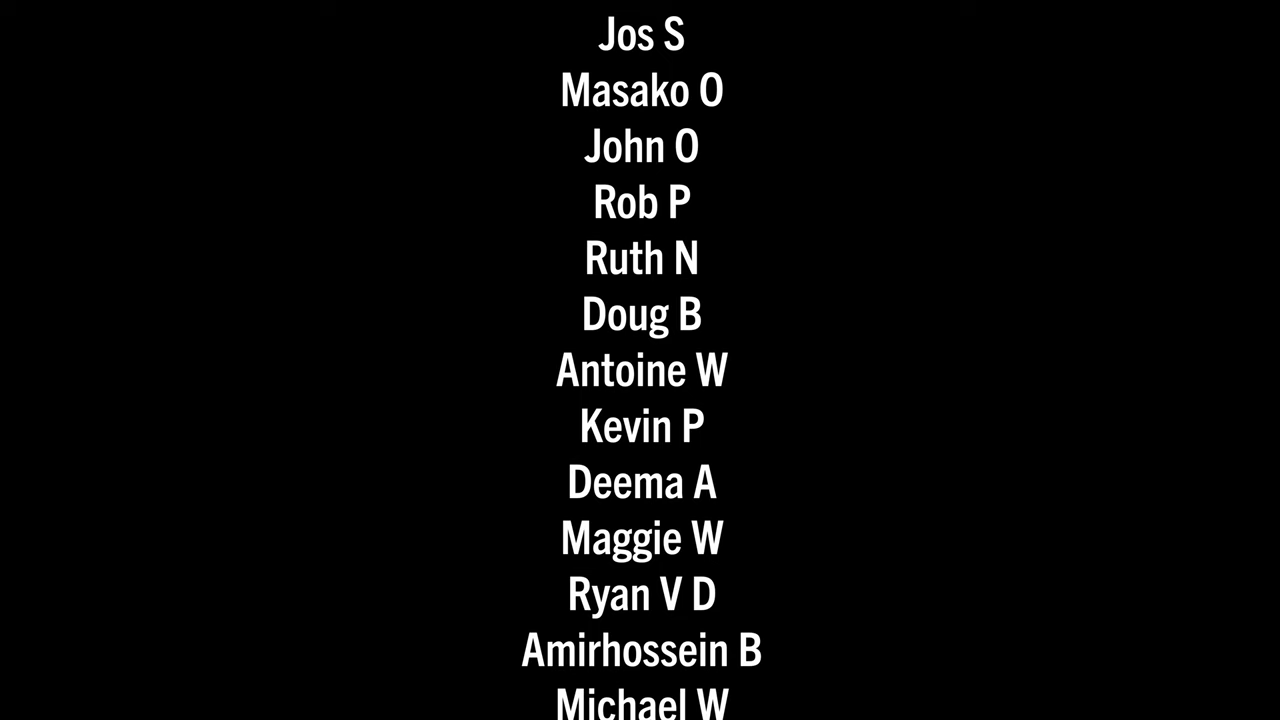 Jos S
Masako O
John O
Rob P
Ruth N
Doug B
Antoine W
Kevin P
Deema A
Maggie W
Ryan V D
Amirhossein B
Michael W